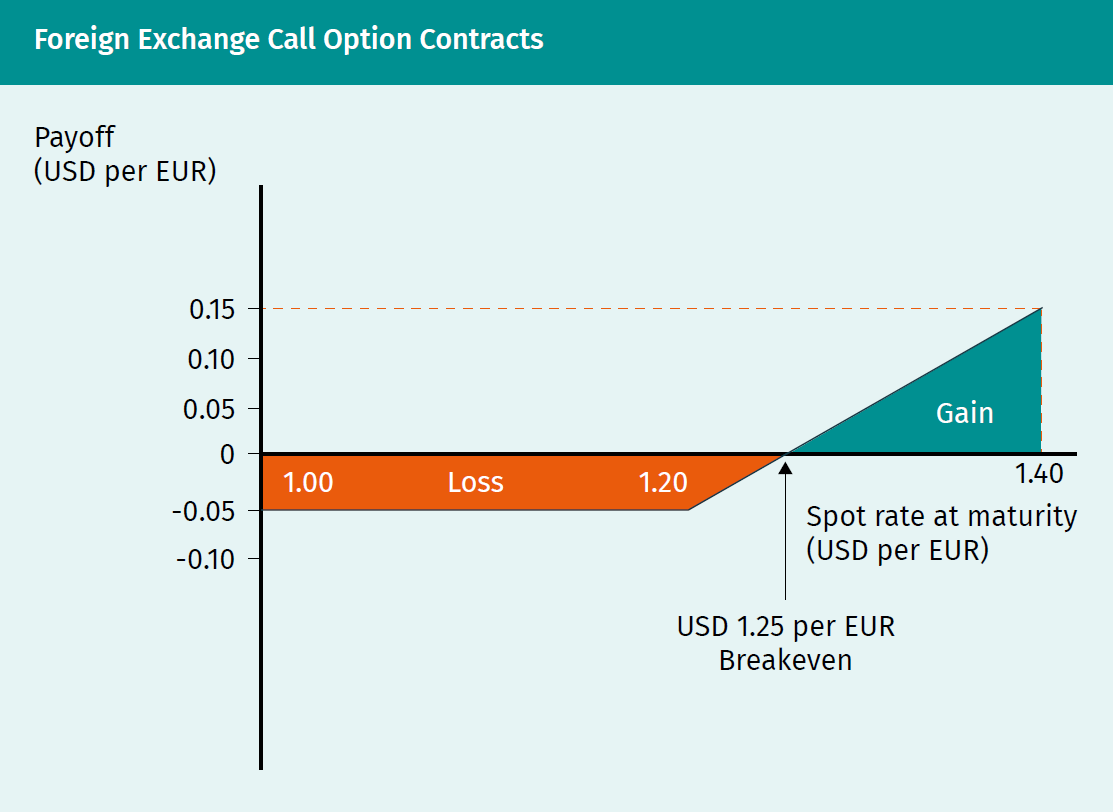 Foreign Exchange Call Option Contracts
Payoff
(USD per EUR)
0.15
0.10
0.05
0
-0.05
-0.10
1.00
Loss
1.20
Gain
1.40
Spot rate at maturity
(USD per EUR)
USD 1.25 per EUR
Breakeven